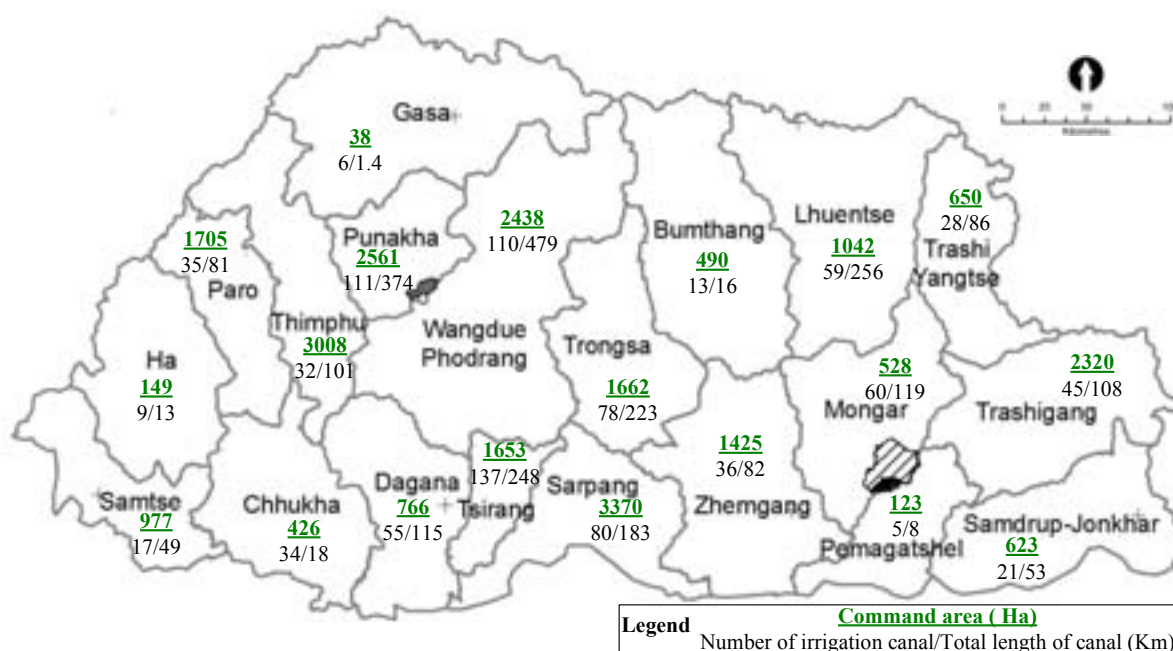 Gasa
38
6/1.4
2438
110/479
Punakha
2561
111/374
1705
35/81
Paro
Thimphu
3008
32/101
Wangdue
Phodrang
Bumthang
490
13/16
Lhuentse
1042
59/256
650
28/86
Trashi
Yangtse
Ha
149
9/13
Trongsa
1662
78/223
528
60/119
Mongar
2320
45/108
Trashigang
Samtse
977
17/49
Chhukha
426
34/18
Dagana
766
55/115
1653
137/248
Tsirang
Sarpang
3370
80/183
1425
36/82
Zhemgang
123
5/8
Pemagatshel
Samdrup-Jonkhar
623
21/53
Legend
Command area ( Ha)
Number of irrigation canal/Total length of canal (Km)